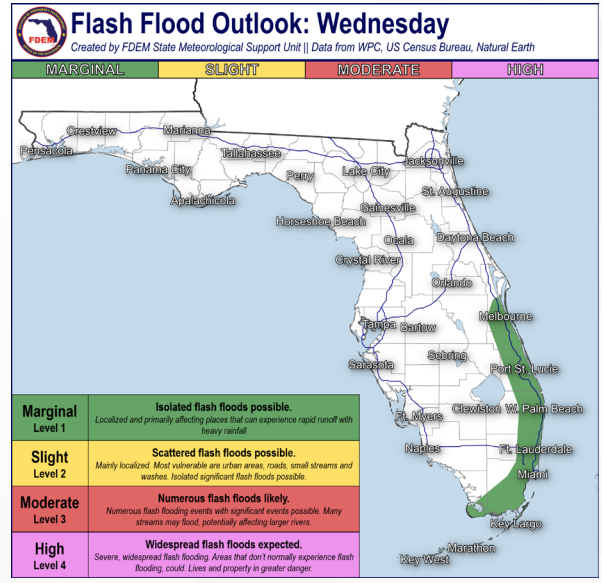 FDEM
Flash Flood Outlook: Wednesday
Created by FDEM State Meteorological Support Unit || Data from WPC, US Census Bureau, Natural Earth
MARGINAL SLIGHT MODERATE HIGH
Crestview
Marianna
Pensacola
Tallahassee
Jacksonville
Panama City
Perry
Lake City
Apalachicola
St. Augustine
Gainesville
Horseshoe Beach
Ocala
Daytona Beach
Crystal River
Orlando
Melbourne
Tampa
Bartow
Sebring
Sarasota
Port St. Lucie
Ft. Myers
Clewiston
W. Palm Beach
Naples
Ft. Lauderdale
Miami
Key Largo
Marathon
Key West
Marginal
Level 1
Isolated flash floods possible.
Localized and primarily affecting places that can experience rapid runoff with
heavy rainfall
Slight
Level 2
Scattered flash floods possible.
Mainly localized. Most vulnerable are urban areas, roads, small streams and
washes. Isolated significant flash floods possible.
Moderate
Level 3
Numerous flash floods likely.
Numerous flash flooding events with significant events possible. Many
streams may flood, potentially affecting larger rivers.
High
Level 4
Widespread flash floods expected.
Severe, widespread flash flooding. Areas that don't normally experience flash
flooding, could. Lives and property in greater danger.